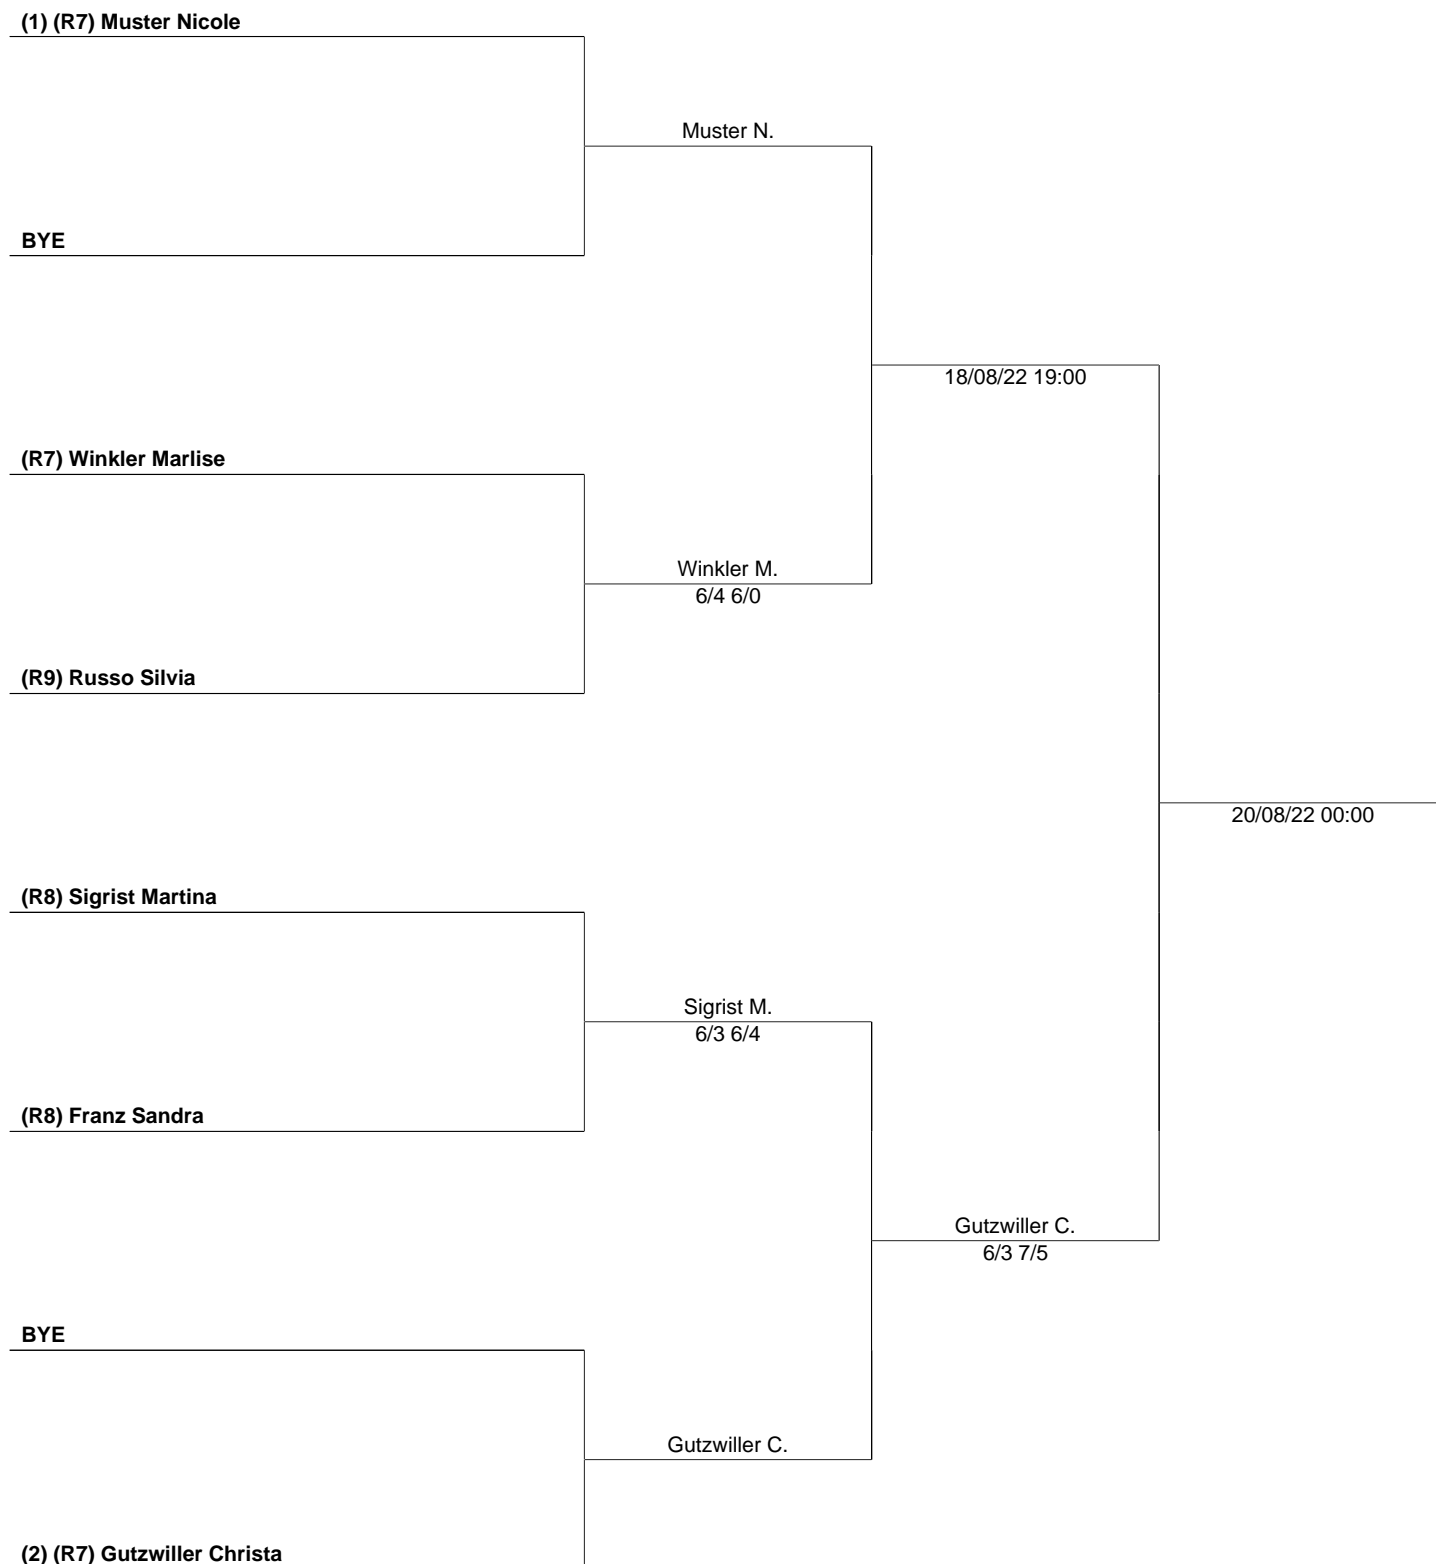 (1) (R7) Muster Nicole
Muster N.
BYE
18/08/22 19:00
(R7) Winkler Marlise
Winkler M.
6/4 6/0
(R9) Russo Silvia
20/08/22 00:00
(R8) Sigrist Martina
Sigrist M.
6/3 6/4
(R8) Franz Sandra
Gutzwiller C.
6/3 7/5
BYE
Gutzwiller C.
(2) (R7) Gutzwiller Christa